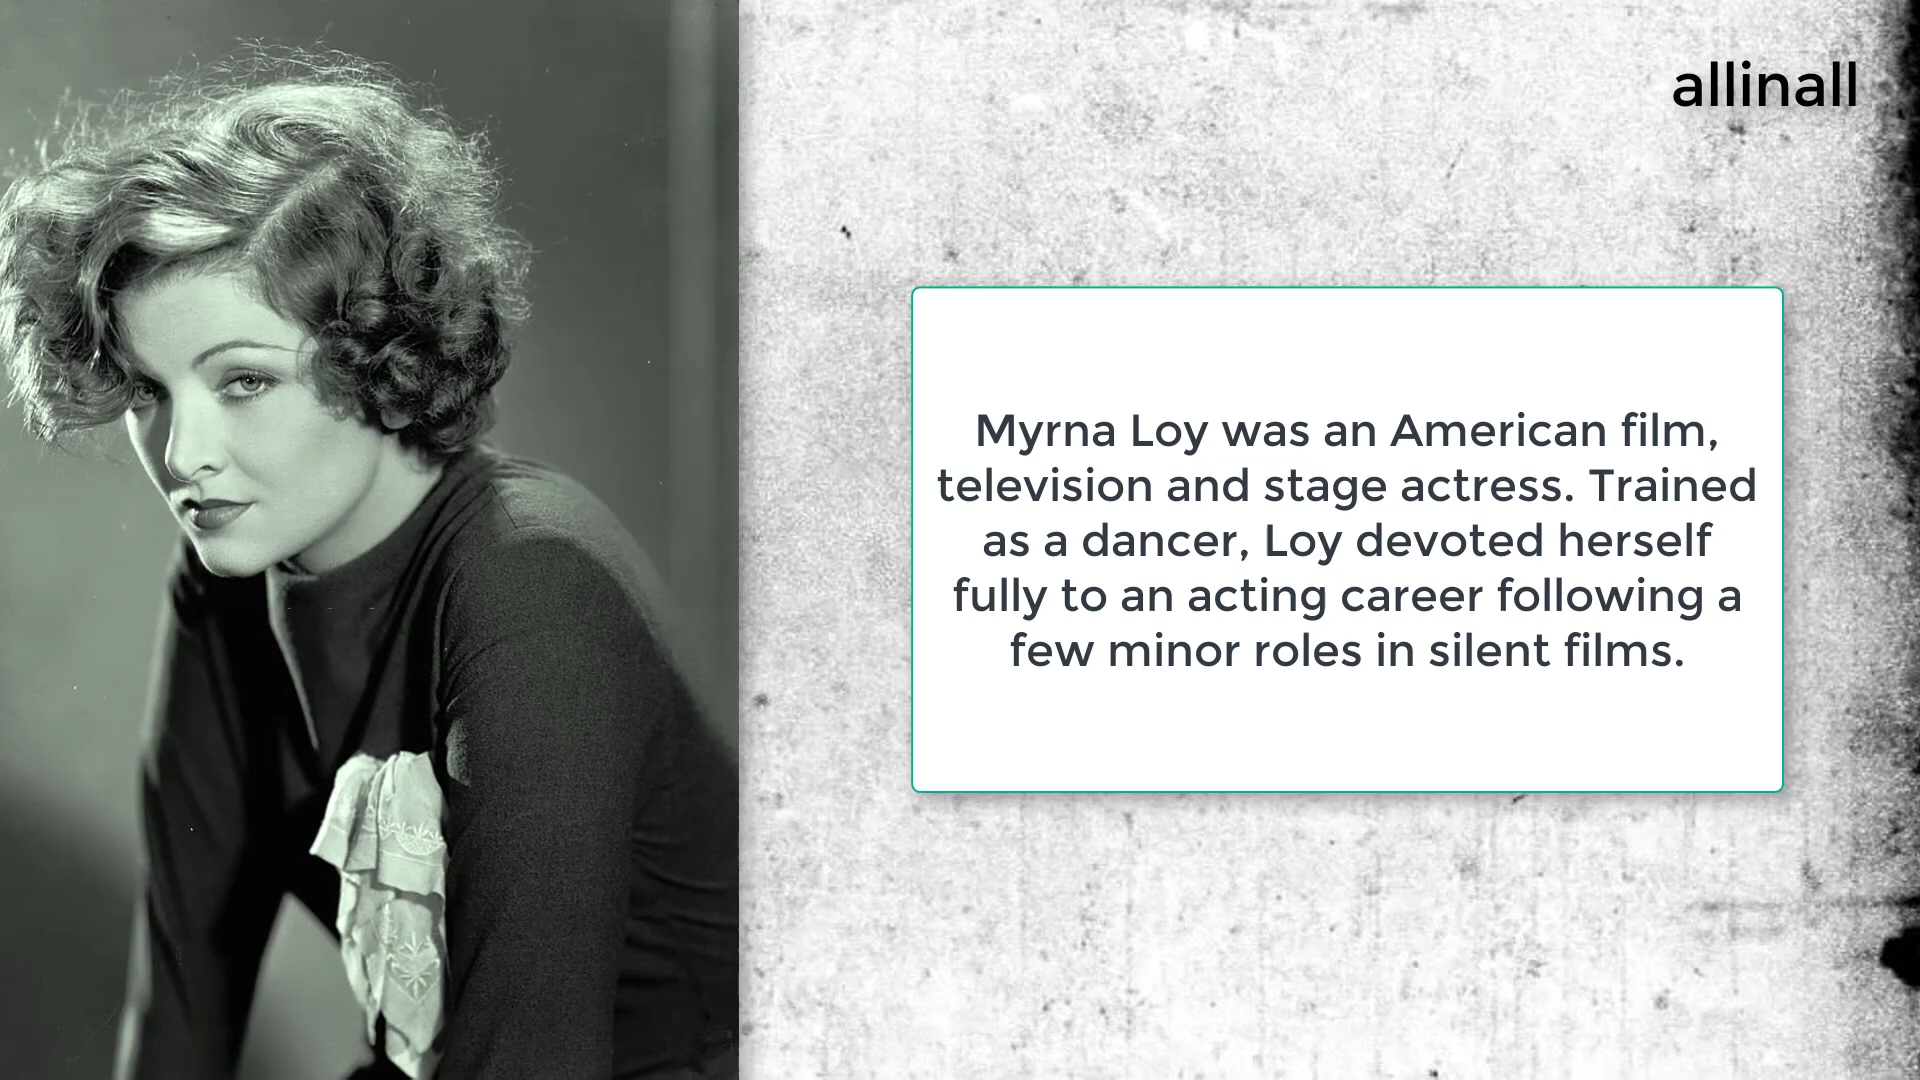 allinall
Myrna Loy was an American film,
television and stage actress. Trained
as a dancer, Loy devoted herself
fully to an acting career following a
few minor roles in silent films.